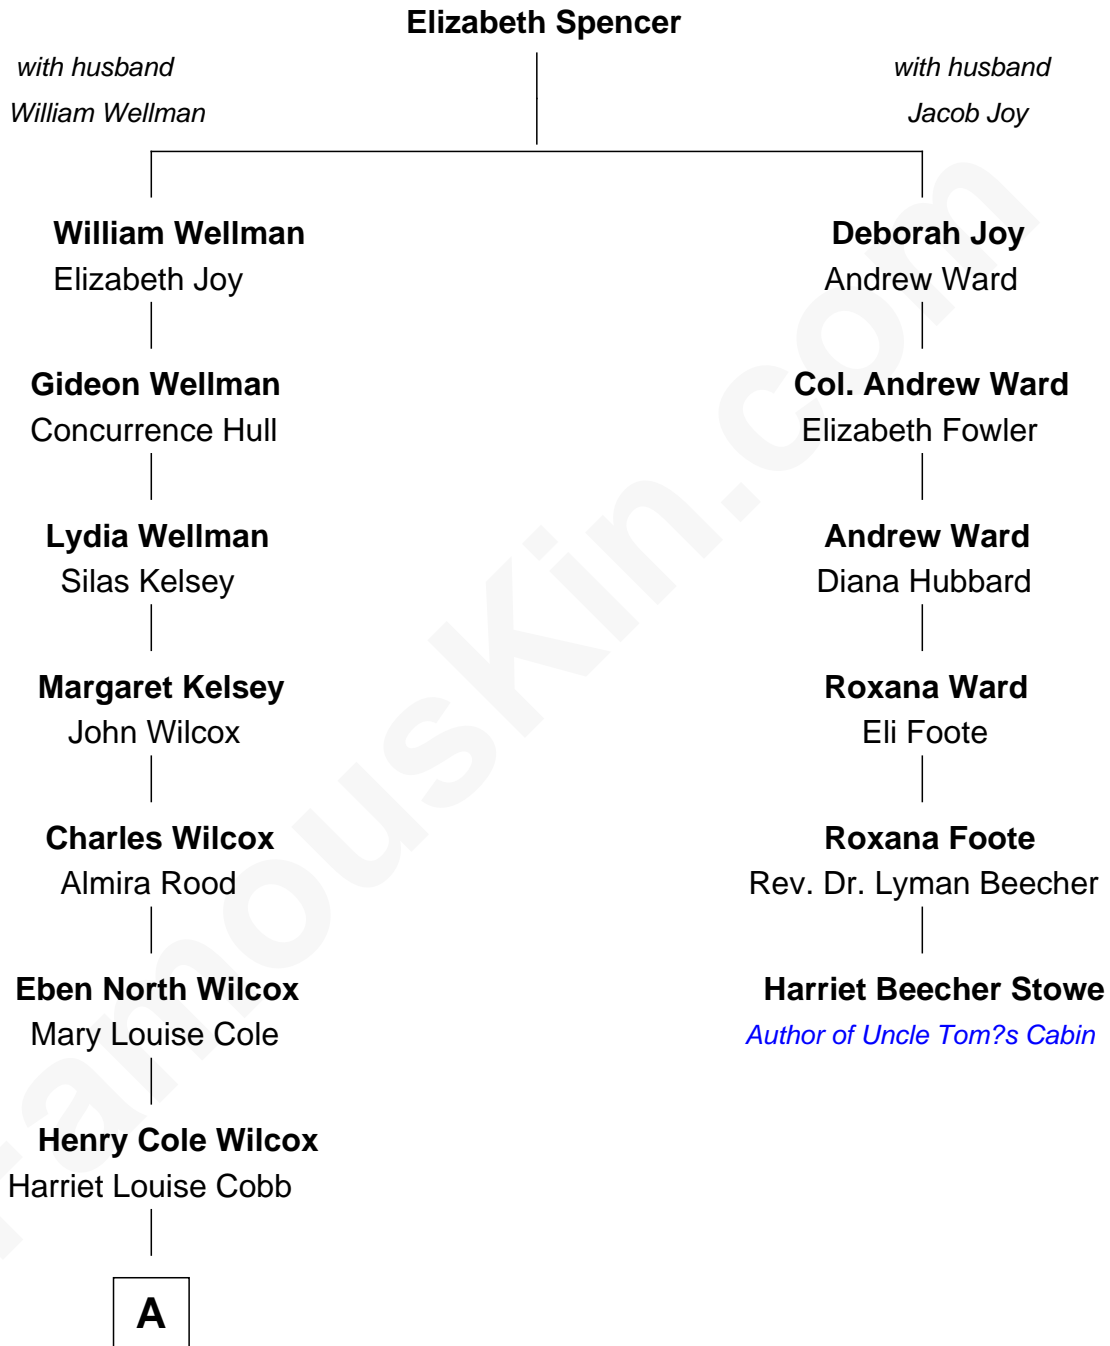 Elizabeth Spencer
with husband
William Wellman
with husband
Jacob Joy
William Wellman
Elizabeth Joy
Deborah Joy
Andrew Ward
Gideon Wellman
Concurrence Hull
Col. Andrew Ward
Elizabeth Fowler
Lydia Wellman
Silas Kelsey
Andrew Ward
Diana Hubbard
Margaret Kelsey
John Wilcox
Roxana Ward
Eli Foote
Charles Wilcox
Almira Rood
Roxana Foote
Rev. Dr. Lyman Beecher
Eben North Wilcox
Mary Louise Cole
Harriet Beecher Stowe
Author of Uncle Tom?s Cabin
Henry Cole Wilcox
Harriet Louise Cobb
A
FamousKin.com